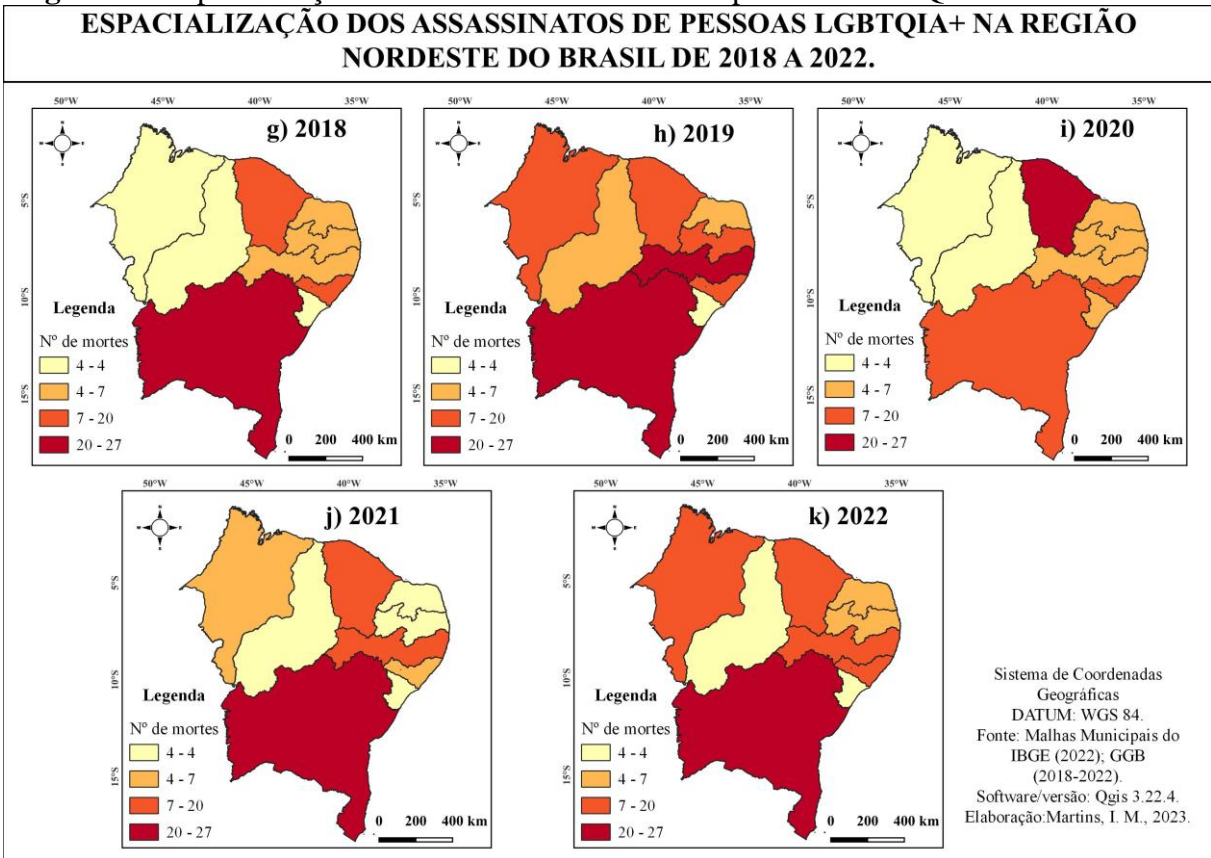 ESPACIALIZAÇÃO DOS ASSASSINATOS DE PESSOAS LGBTQIA+ NA REGIÃO
NORDESTE DO BRASIL DE 2018 A 2022.
50°W 45°W 40°W 35°W
g) 2018
N
W E
S
5°S
10°S
15°S
Legenda
Nº de mortes
4 - 4
4 - 7
7 - 20
20 - 27
0 200 400 km
50°W 45°W 40°W 35°W
h) 2019
N
W E
S
5°S
10°S
15°S
Legenda
Nº de mortes
4 - 4
4 - 7
7 - 20
20 - 27
0 200 400 km
50°W 45°W 40°W 35°W
i) 2020
N
W E
S
5°S
10°S
15°S
Legenda
Nº de mortes
4 - 4
4 - 7
7 - 20
20 - 27
0 200 400 km
50°W 45°W 40°W 35°W
j) 2021
N
W E
S
5°S
10°S
15°S
Legenda
Nº de mortes
4 - 4
4 - 7
7 - 20
20 - 27
0 200 400 km
50°W 45°W 40°W 35°W
k) 2022
N
W E
S
5°S
10°S
15°S
Legenda
Nº de mortes
4 - 4
4 - 7
7 - 20
20 - 27
0 200 400 km
Sistema de Coordenadas
Geográficas
DATUM: WGS 84.
Fonte: Malhas Municipais do
IBGE (2022); GGB
(2018-2022).
Software/versão: Qgis 3.22.4.
Elaboração:Martins, I. M., 2023.